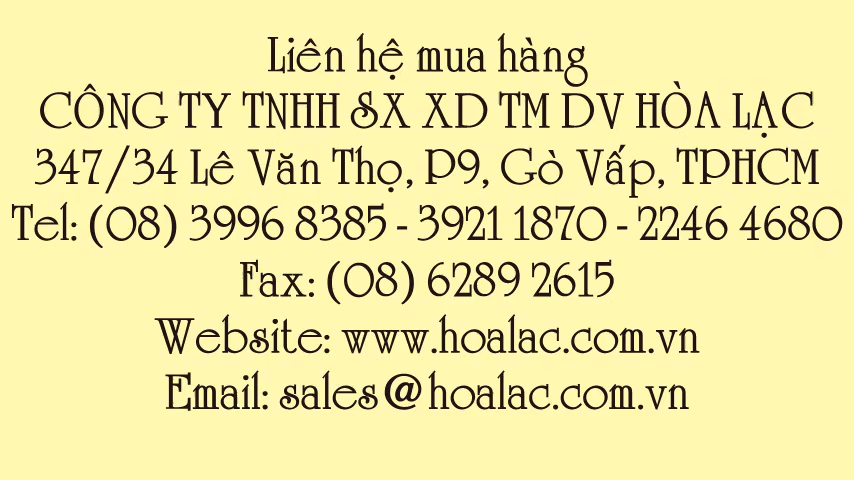 Liên hệ mua hàng
CÔNG TY TNHH SX XD TM DV HÒA LẠC
347/34 Lê Văn Thọ, P9, Gò Vấp, TPHCM
Tel: (08) 3996 8385 - 3921 1870 - 2246 4680
Fax: (08) 6289 2615
Website: www.hoalac.com.vn
Email: sales@hoalac.com.vn